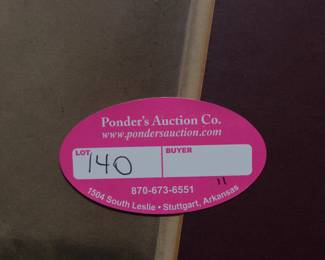 Ponder's Auction Co.
www.pondersauction.com
LOT BUYER
140
870-673-6551
1504 South Leslie • Stuttgart, Arkansas